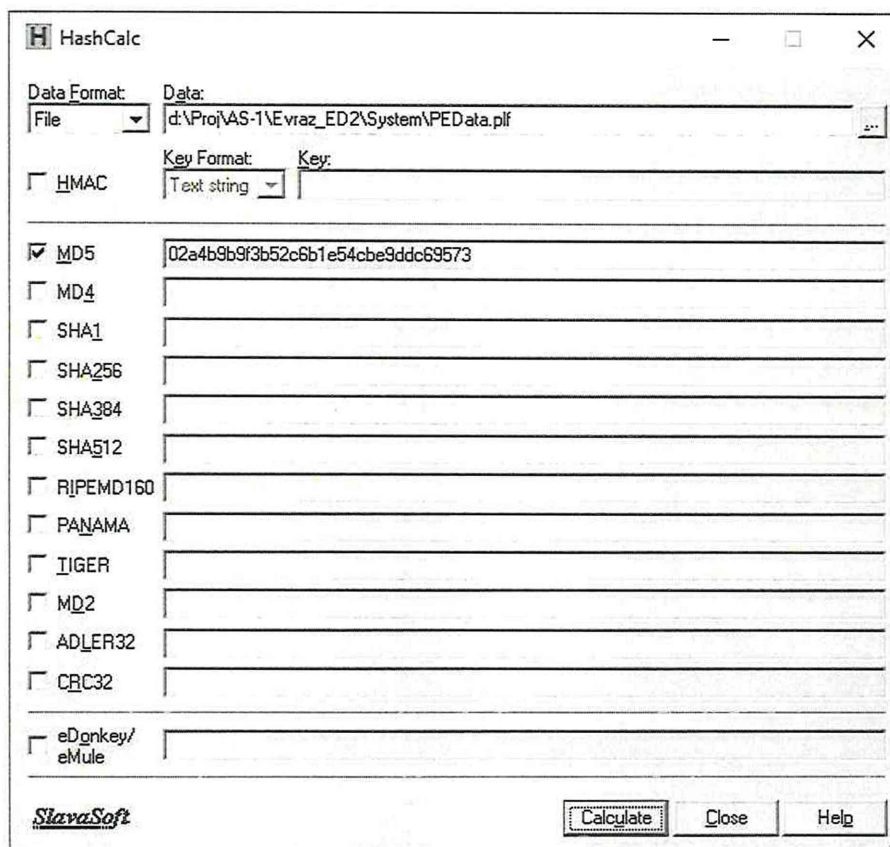 HashCalc
Data Format: Data:
File d:\Proj\AS-1\Evraz_ED2\System\PEData.plf ...
Key Format: Key:
HMAC Text string
MD5 02a4b9b9f3b52c6b1e54cbe9ddc69573
MD4
SHA1
SHA256
SHA384
SHA512
RIPEMD160
PANAMA
TIGER
MD2
ADLER32
CRC32
eDonkey/
eMule
SlavaSoft Calculate Close Help